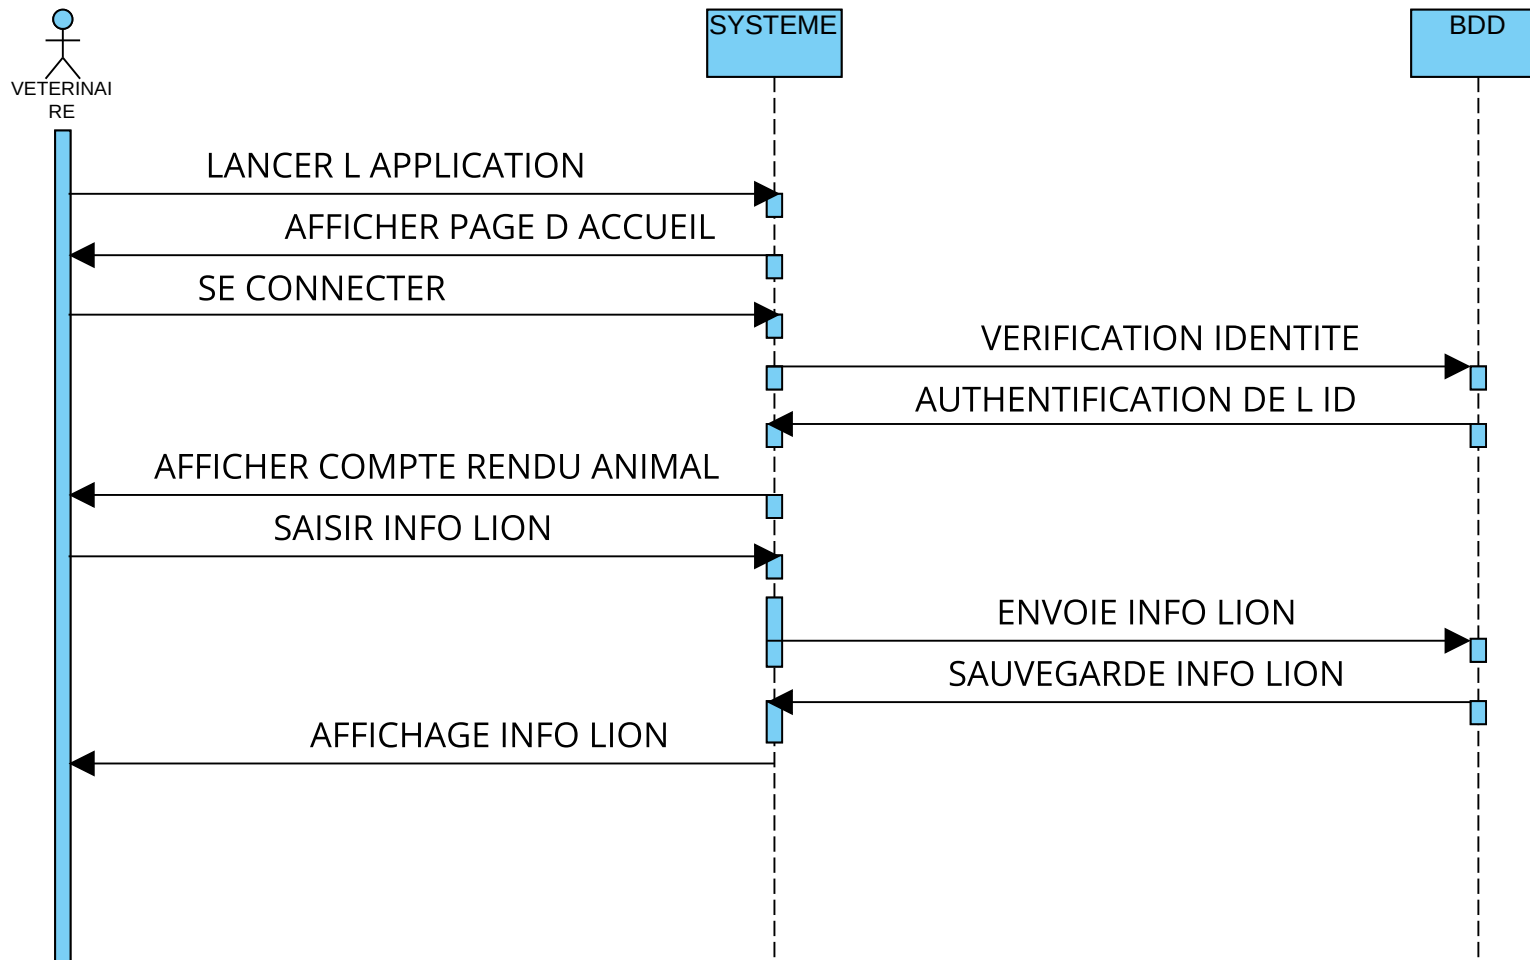 VETERINAI
RE
SYSTEME
BDD
LANCER L APPLICATION
AFFICHER PAGE D ACCUEIL
SE CONNECTER
VERIFICATION IDENTITE
AUTHENTIFICATION DE L ID
AFFICHER COMPTE RENDU ANIMAL
SAISIR INFO LION
ENVOIE INFO LION
SAUVEGARDE INFO LION
AFFICHAGE INFO LION